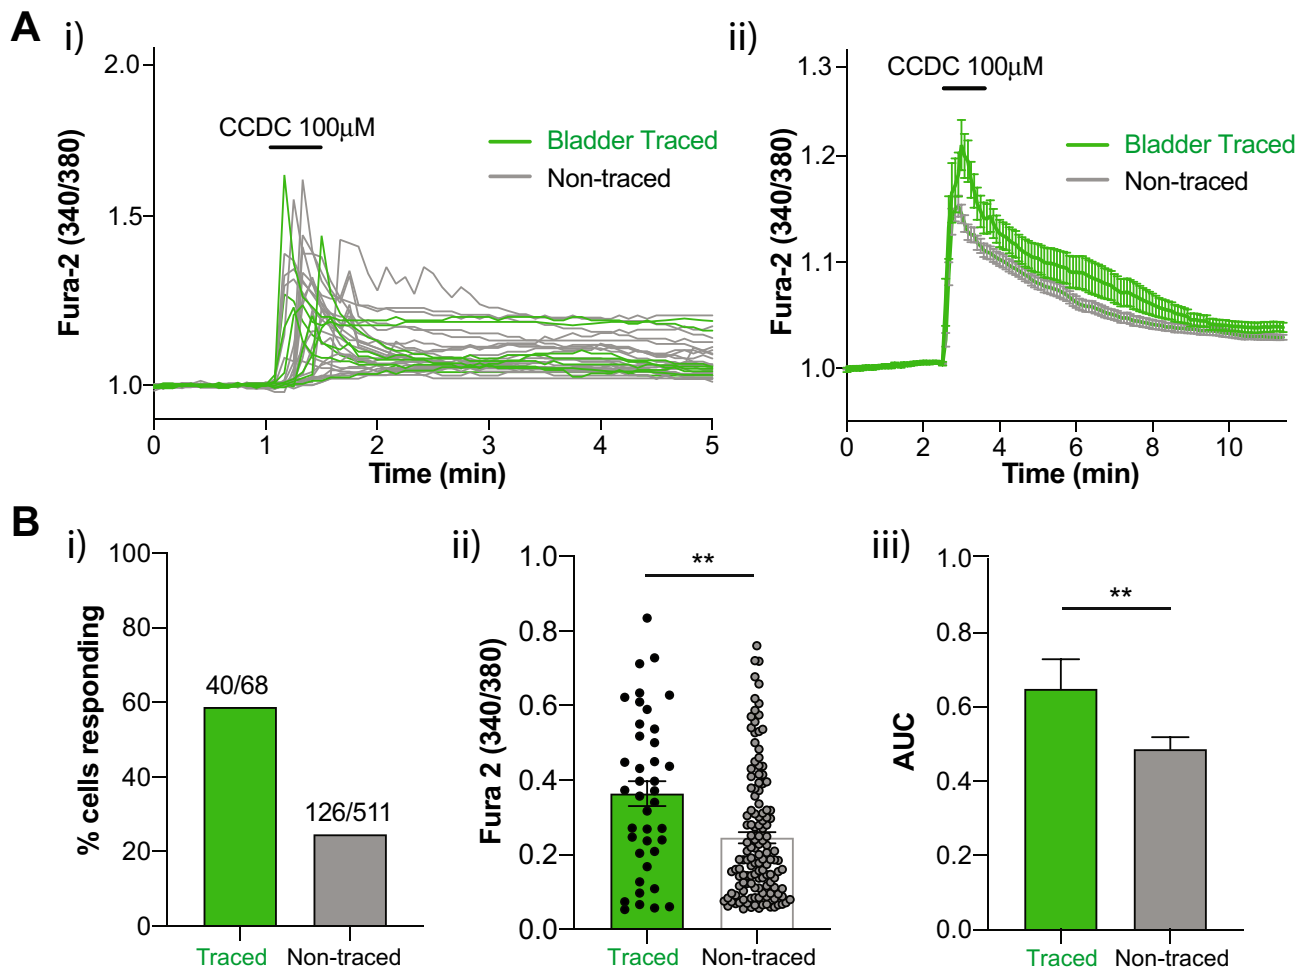 A
i)
2.0
1.5
1.0
Fura-2 (340/380)
CCDC 100μM
Bladder Traced
Non-traced
0 1 2 3 4 5
Time (min)
ii)
1.3
1.2
1.1
1.0
Fura-2 (340/380)
CCDC 100μM
Bladder Traced
Non-traced
0 2 4 6 8 10
Time (min)
B
i)
100
80
60
40
20
0
% cells responding
40/68
126/511
Traced Non-traced
ii)
1.0
0.8
0.6
0.4
0.2
0.0
Fura 2 (340/380)
**
Traced Non-traced
iii)
1.0
0.8
0.6
0.4
0.2
0.0
AUC
**
Traced Non-traced